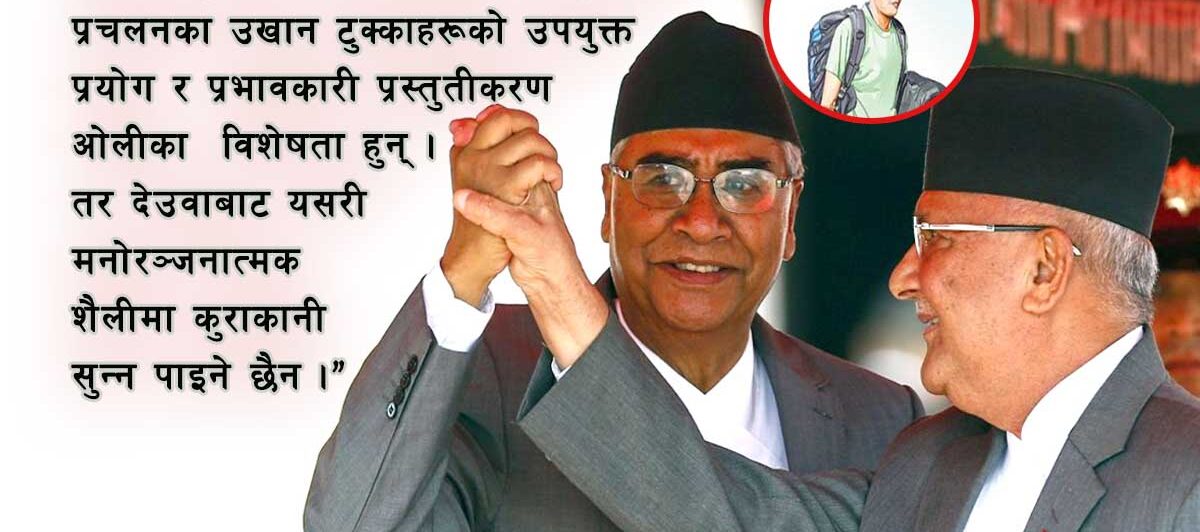 प्रचलनका उखान टुक्काहरूको उपयुक्त
प्रयोग र प्रभावकारी प्रस्तुतीकरण
ओलीका विशेषता हुन् ।
तर देउवाबाट यसरी
मनोरञ्जनात्मक
शैलीमा कुराकानी
सुन्न पाइने छैन ।”